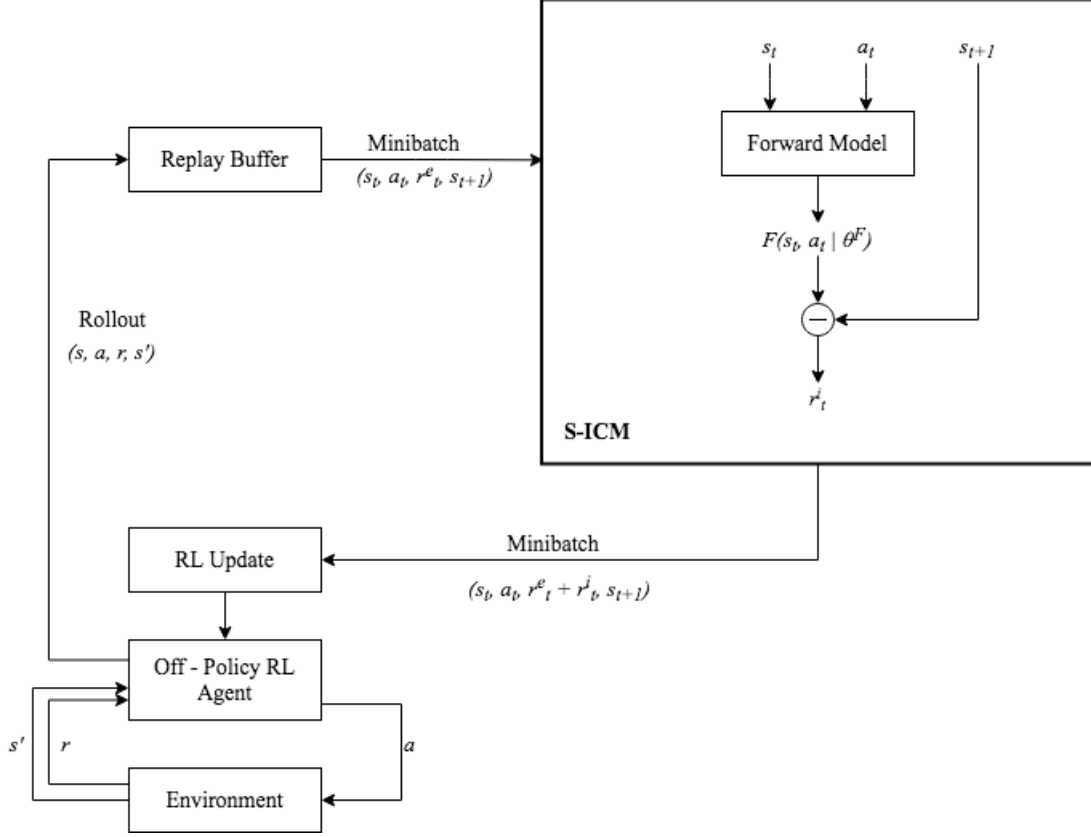 s_t a_t s_{t+1}
Forward Model
Replay Buffer
Minibatch
(s_t, a_t, r^e_t, s_{t+1})
F(s_t, a_t | θ^F)
Rollout
(s, a, r, s')
—
r^i_t
S-ICM
RL Update
Minibatch
(s_t, a_t, r^e_t + r^i_t, s_{t+1})
Off - Policy RL
Agent
s' r a
Environment